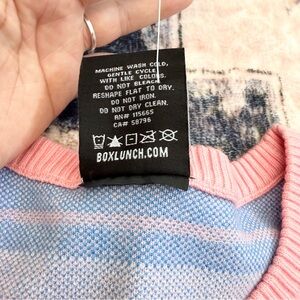 MACHINE WASH COLD,
GENTLE CYCLE
WITH LIKE COLORS.
DO NOT BLEACH.
RESHAPE FLAT TO DRY.
DO NOT IRON.
DO NOT DRY CLEAN.
RN# 115665
CA# 58796
BOXLUNCH.COM